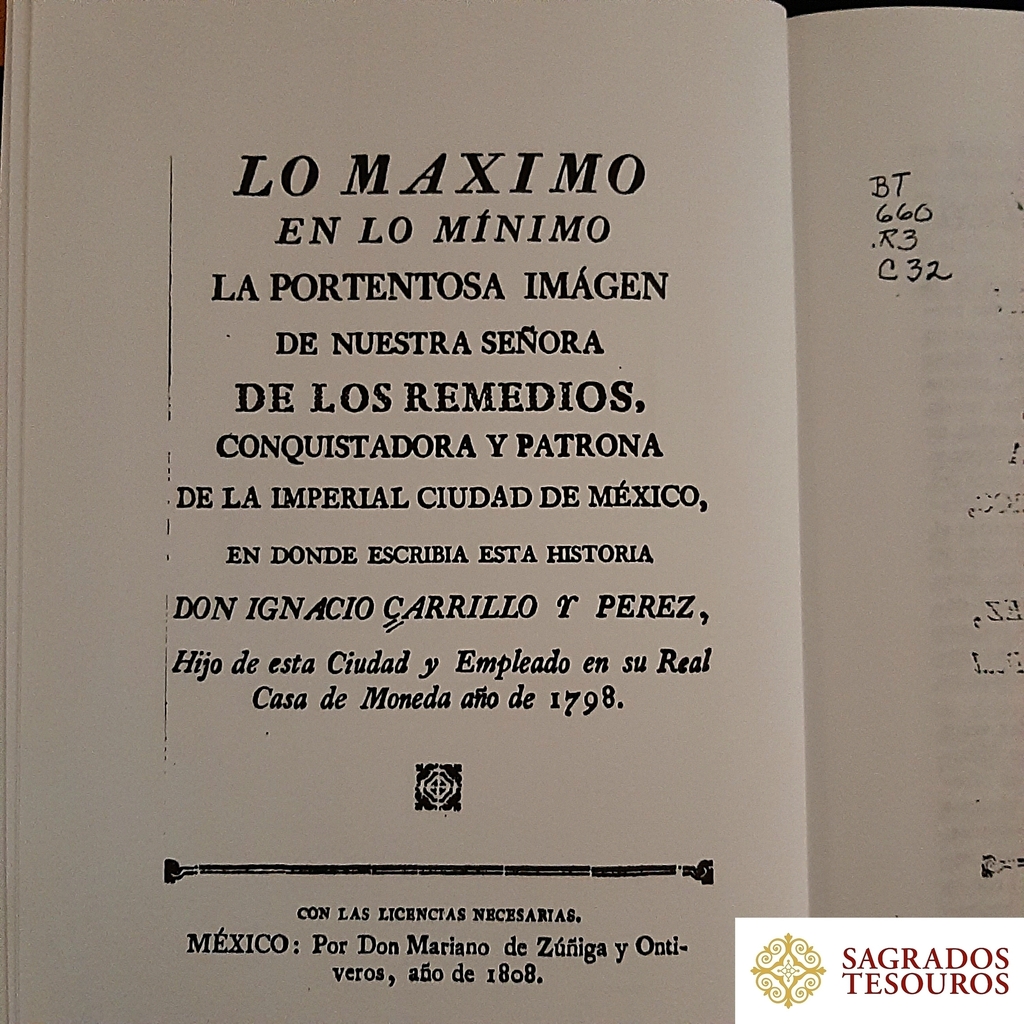 LO MAXIMO
EN LO MÍNIMO
LA PORTENTOSA IMÁGEN
DE NUESTRA SEÑORA
DE LOS REMEDIOS,
CONQUISTADORA Y PATRONA
DE LA IMPERIAL CIUDAD DE MÉXICO,
EN DONDE ESCRIBIA ESTA HISTORIA
DON IGNACIO CARRILLO Y PEREZ,
Hijo de esta Ciudad y Empleado en su Real
Casa de Moneda año de 1798.
CON LAS LICENCIAS NECESARIAS.
MÉXICO: Por Don Mariano de Zúñiga y Onti-
veros, año de 1808.
BT
660
.R3
C32
SAGRADOS
TESOUROS